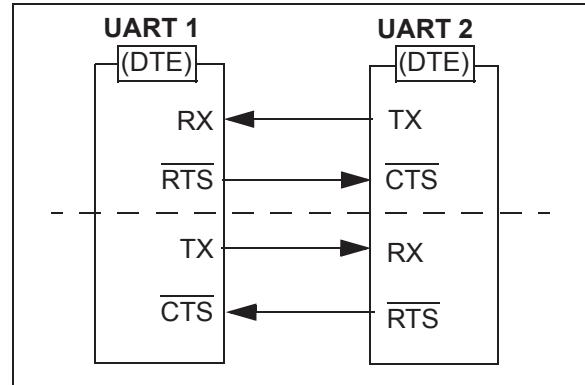 UART 1 UART 2
(DTE) (DTE)
RX TX
RTS CTS
TX RX
CTS RTS